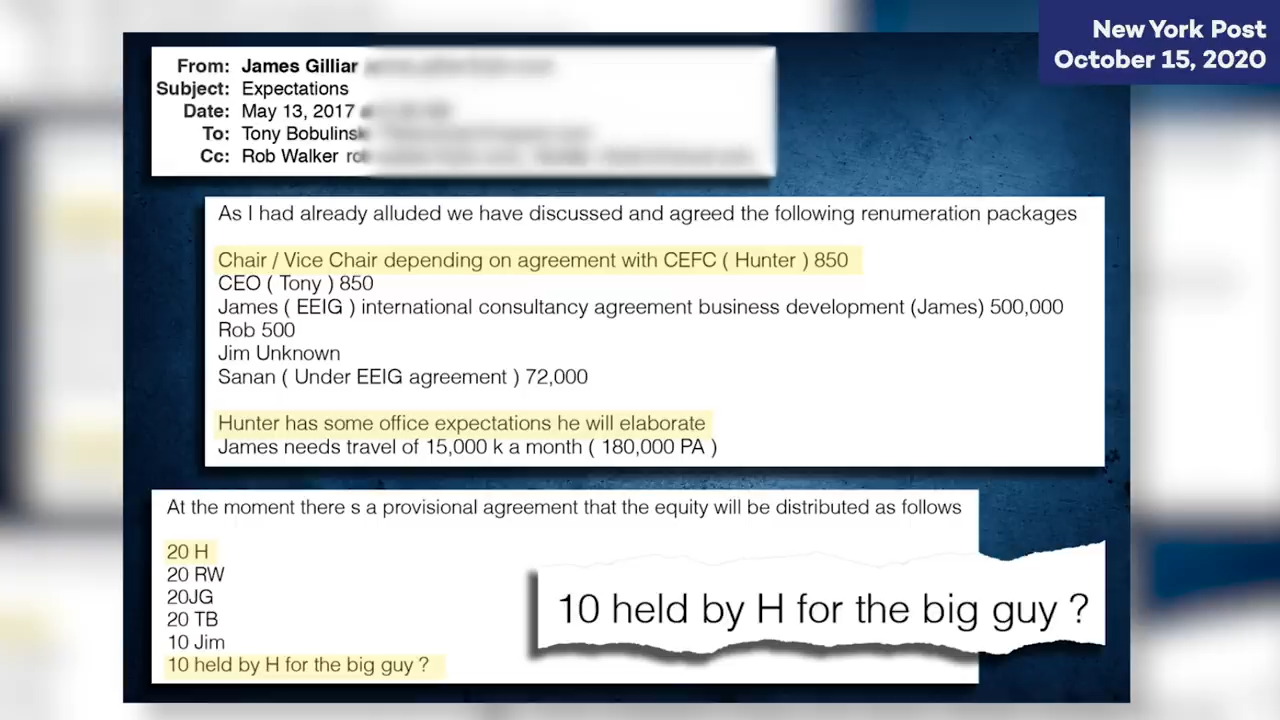 New York Post
October 15, 2020
From: James Gilliar
Subject: Expectations
Date: May 13, 2017
To: Tony Bobulinsk
Cc: Rob Walker
As I had already alluded we have discussed and agreed the following renumeration packages
Chair / Vice Chair depending on agreement with CEFC ( Hunter ) 850
CEO ( Tony ) 850
James ( EEIG ) international consultancy agreement business development (James) 500,000
Rob 500
Jim Unknown
Sanan ( Under EEIG agreement ) 72,000
Hunter has some office expectations he will elaborate
James needs travel of 15,000 k a month ( 180,000 PA )
At the moment there s a provisional agreement that the equity will be distributed as follows
20 H
20 RW
20JG
20 TB
10 Jim
10 held by H for the big guy ?
10 held by H for the big guy ?